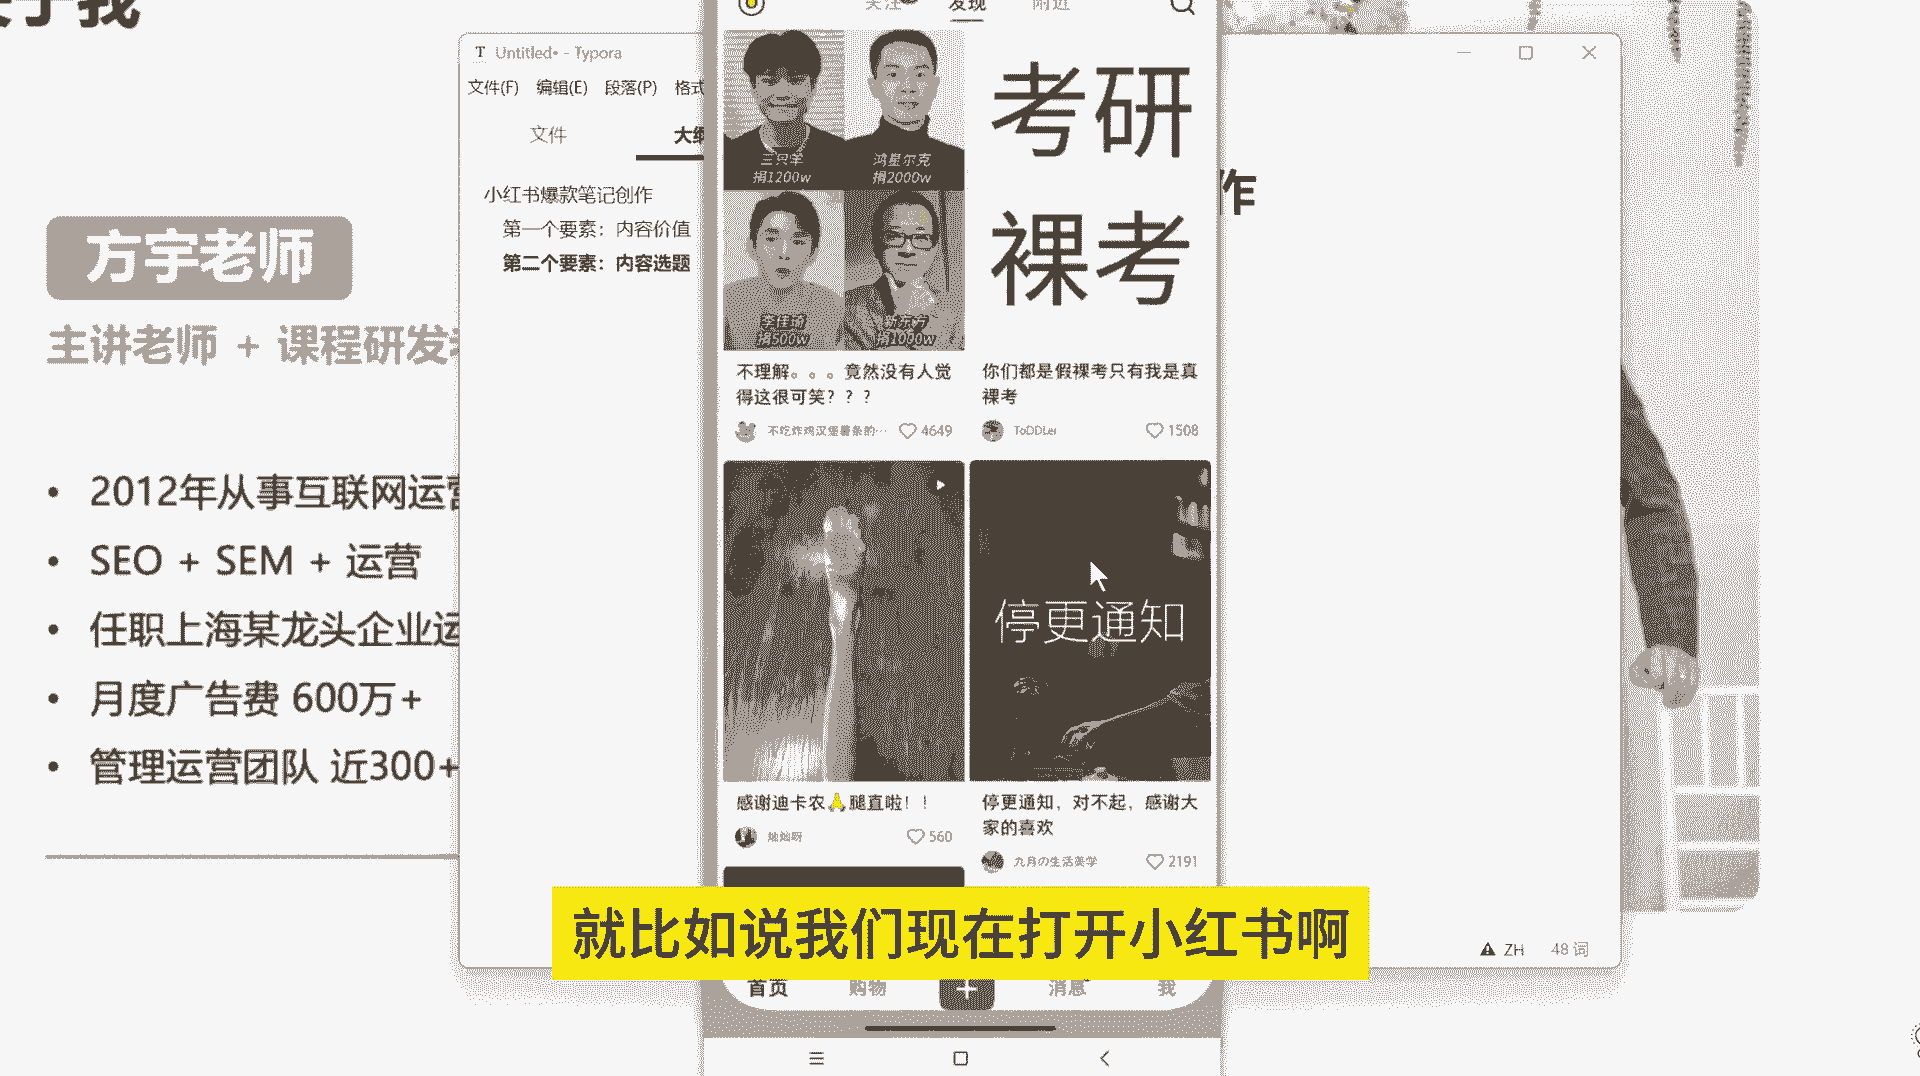 于我
方宇老师
主讲老师 + 课程研发
2012年从事互联网运营
SEO + SEM + 运营
任职上海某龙头企业运
月度广告费 600万+
管理运营团队 近300+
Untitled• - Typora
文件(F) 编辑(E) 段落(P) 格式
文件
大纲
小红书爆款笔记创作
第一个要素：内容价值
第二个要素：内容选题
作
关注 发现 附近
三只羊
捐1200w
鸿星尔克
捐2000w
李佳琦
捐500w
新东方
捐1000w
不理解。。。竟然没有人觉
得这很可笑？？？
不吃炸鸡汉堡薯条的… 4649
考研
裸考
你们都是假裸考只有我是真
裸考
ToDDLer 1508
感谢迪卡农🙏腿直啦！！
灿灿呀 560
停更通知
停更通知，对不起，感谢大
家的喜欢
九月の生活美学 2191
就比如说我们现在打开小红书啊
首页 购物 消息 我
ZH 48 词